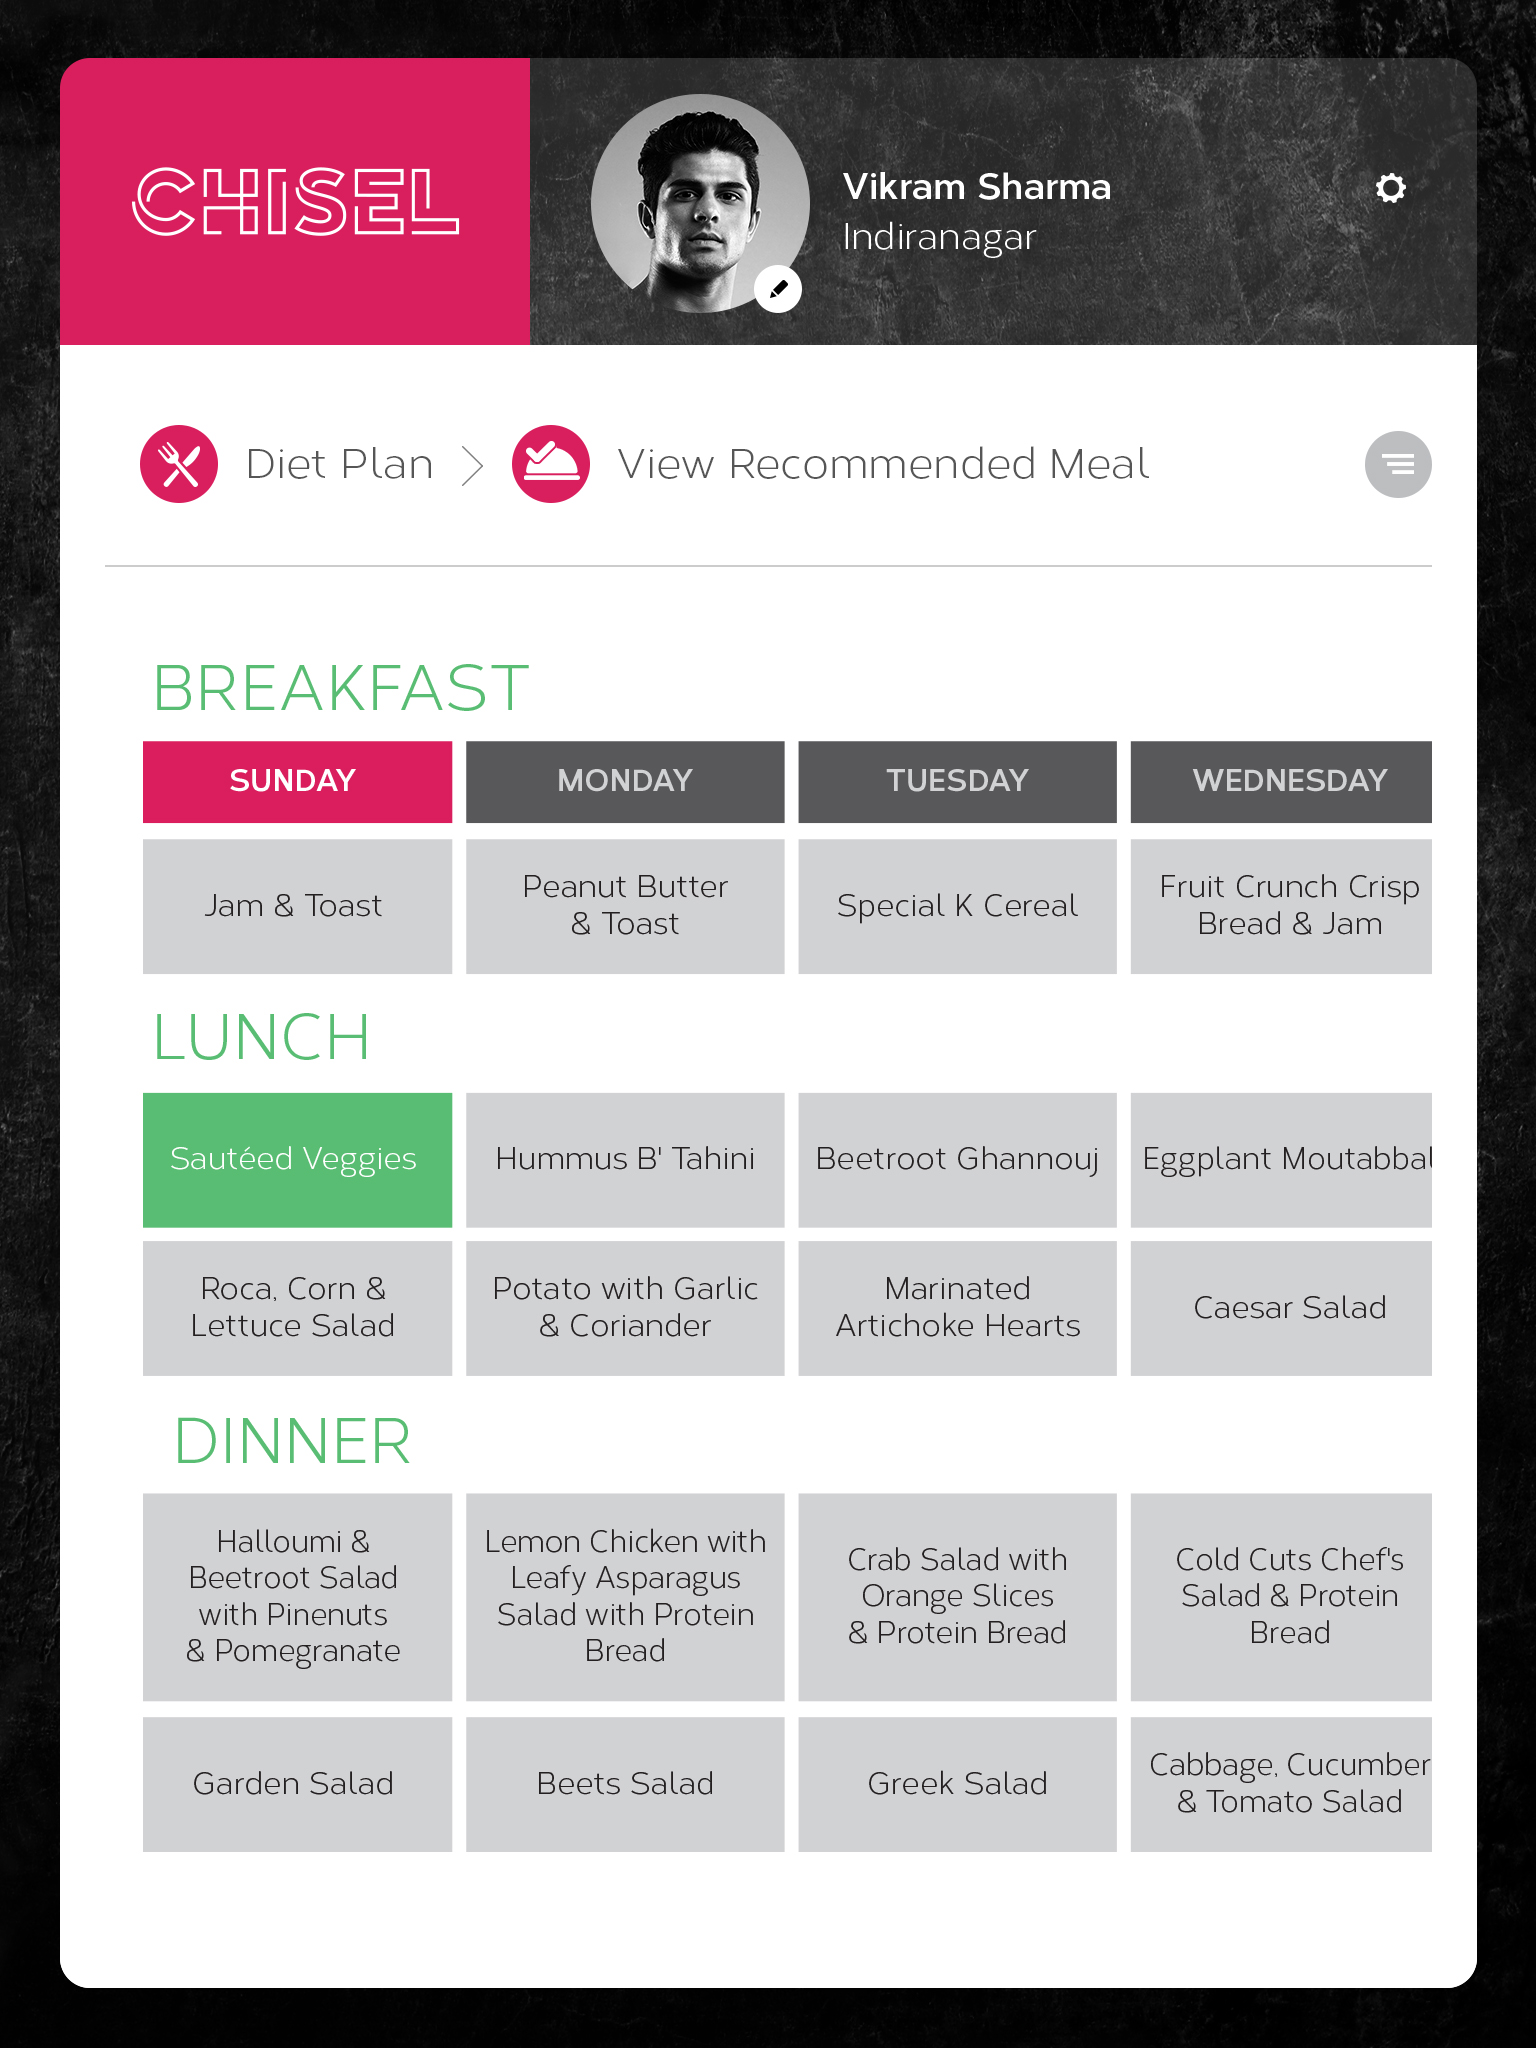 CHISEL
Vikram Sharma
Indiranagar
Diet Plan
View Recommended Meal
BREAKFAST
SUNDAY
MONDAY
TUESDAY
WEDNESDAY
Jam & Toast
Peanut Butter
& Toast
Special K Cereal
Fruit Crunch Crisp
Bread & Jam
LUNCH
Sautéed Veggies
Hummus B' Tahini
Beetroot Ghannouj
Eggplant Moutabbal
Roca, Corn &
Lettuce Salad
Potato with Garlic
& Coriander
Marinated
Artichoke Hearts
Caesar Salad
DINNER
Halloumi &
Beetroot Salad
with Pinenuts
& Pomegranate
Lemon Chicken with
Leafy Asparagus
Salad with Protein
Bread
Crab Salad with
Orange Slices
& Protein Bread
Cold Cuts Chef's
Salad & Protein
Bread
Garden Salad
Beets Salad
Greek Salad
Cabbage, Cucumber
& Tomato Salad